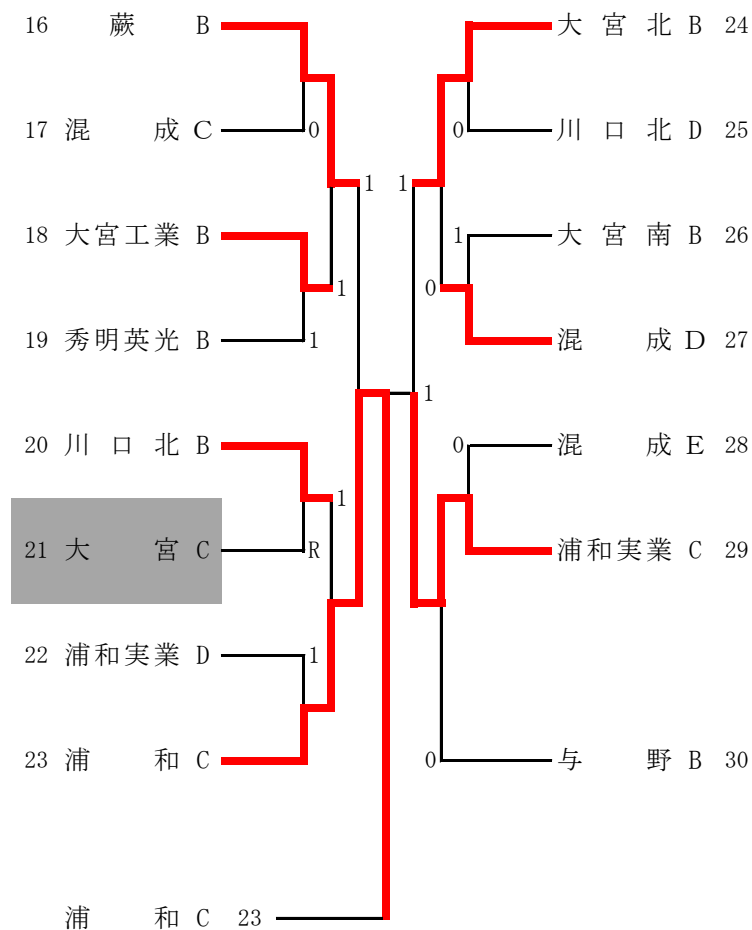 16 蕨 B 大宮北 B 24
17 混成 C 0 0 川口北 D 25
1 1
18 大宮工業 B 1 大宮南 B 26
1 0
19 秀明英光 B 1 混成 D 27
1
20 川口北 B 0 混成 E 28
1
21 大宮 C R 浦和実業 C 29
22 浦和実業 D 1
23 浦和 C 0 与野 B 30
浦和 C 23